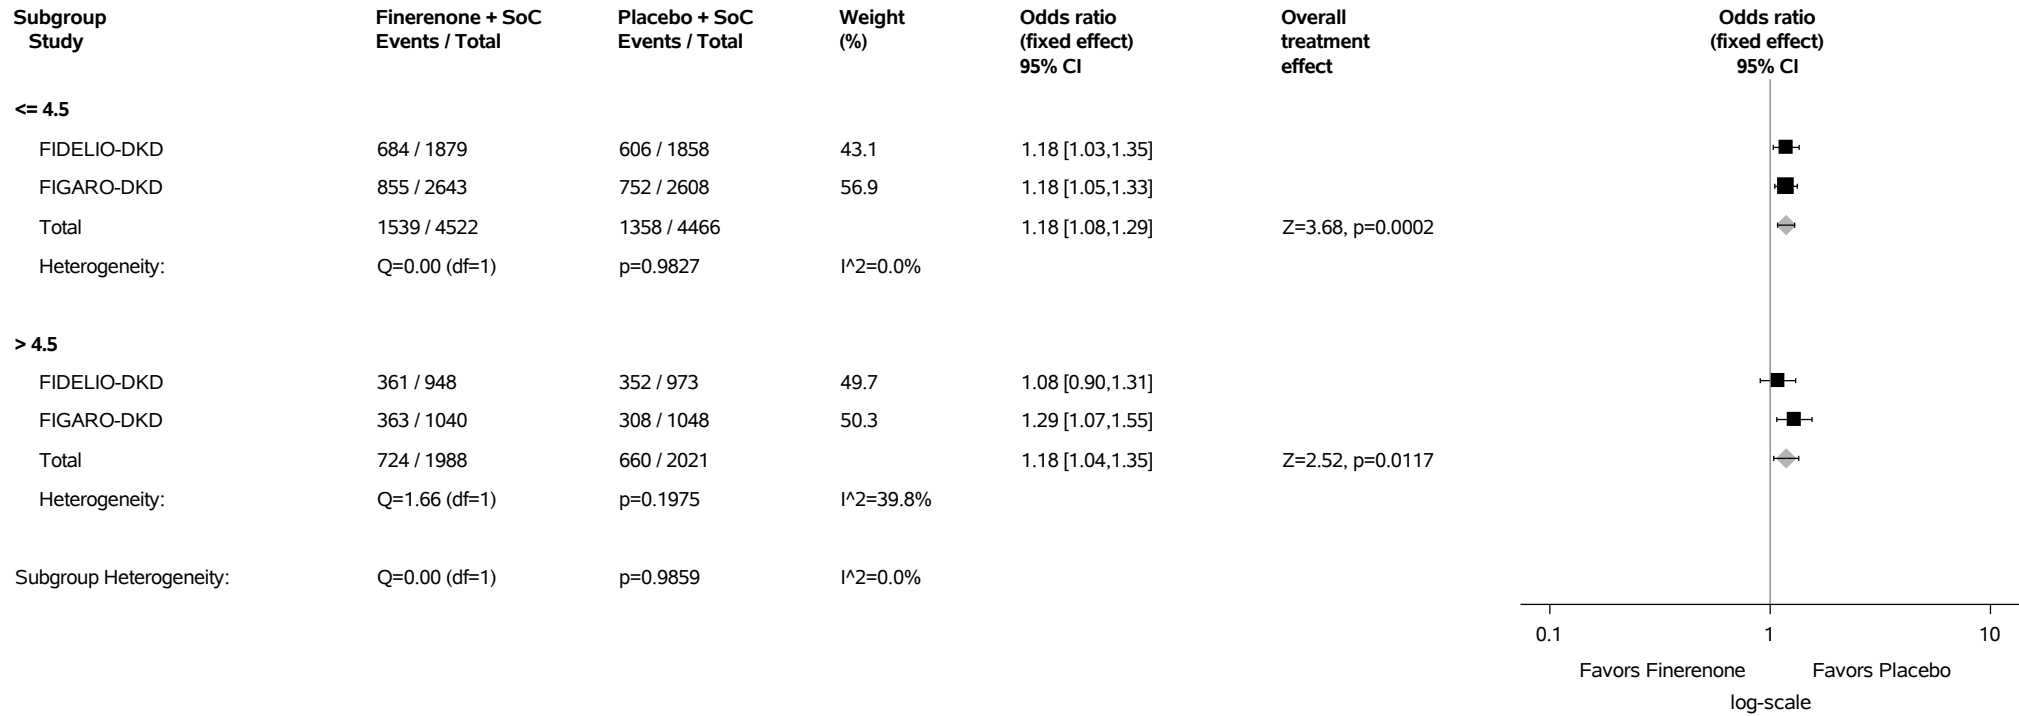 Subgroup Finerenone + SoC Placebo + SoC Weight Odds ratio Overall Odds ratio
Study Events / Total Events / Total (%) (fixed effect) treatment (fixed effect)
95% CI effect 95% CI
<= 4.5
FIDELIO-DKD 684 / 1879 606 / 1858 43.1 1.18 [1.03,1.35]
FIGARO-DKD 855 / 2643 752 / 2608 56.9 1.18 [1.05,1.33]
Total 1539 / 4522 1358 / 4466 1.18 [1.08,1.29] Z=3.68, p=0.0002
Heterogeneity: Q=0.00 (df=1) p=0.9827 I^2=0.0%
> 4.5
FIDELIO-DKD 361 / 948 352 / 973 49.7 1.08 [0.90,1.31]
FIGARO-DKD 363 / 1040 308 / 1048 50.3 1.29 [1.07,1.55]
Total 724 / 1988 660 / 2021 1.18 [1.04,1.35] Z=2.52, p=0.0117
Heterogeneity: Q=1.66 (df=1) p=0.1975 I^2=39.8%
Subgroup Heterogeneity: Q=0.00 (df=1) p=0.9859 I^2=0.0%
0.1 1 10
Favors Finerenone Favors Placebo
log-scale